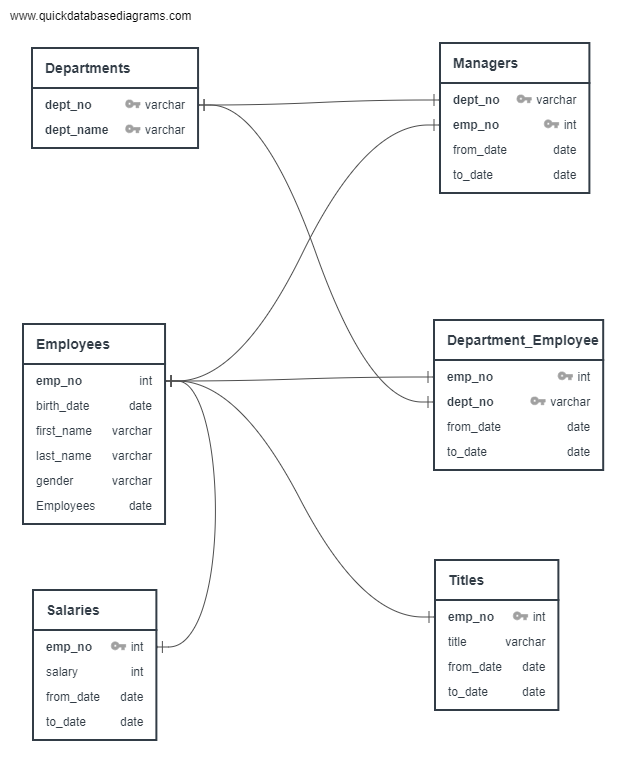 www.quickdatabasediagrams.com
Departments
dept_no varchar
dept_name varchar
Managers
dept_no varchar
emp_no int
from_date date
to_date date
Employees
emp_no int
birth_date date
first_name varchar
last_name varchar
gender varchar
Employees date
Department_Employee
emp_no int
dept_no varchar
from_date date
to_date date
Salaries
emp_no int
salary int
from_date date
to_date date
Titles
emp_no int
title varchar
from_date date
to_date date